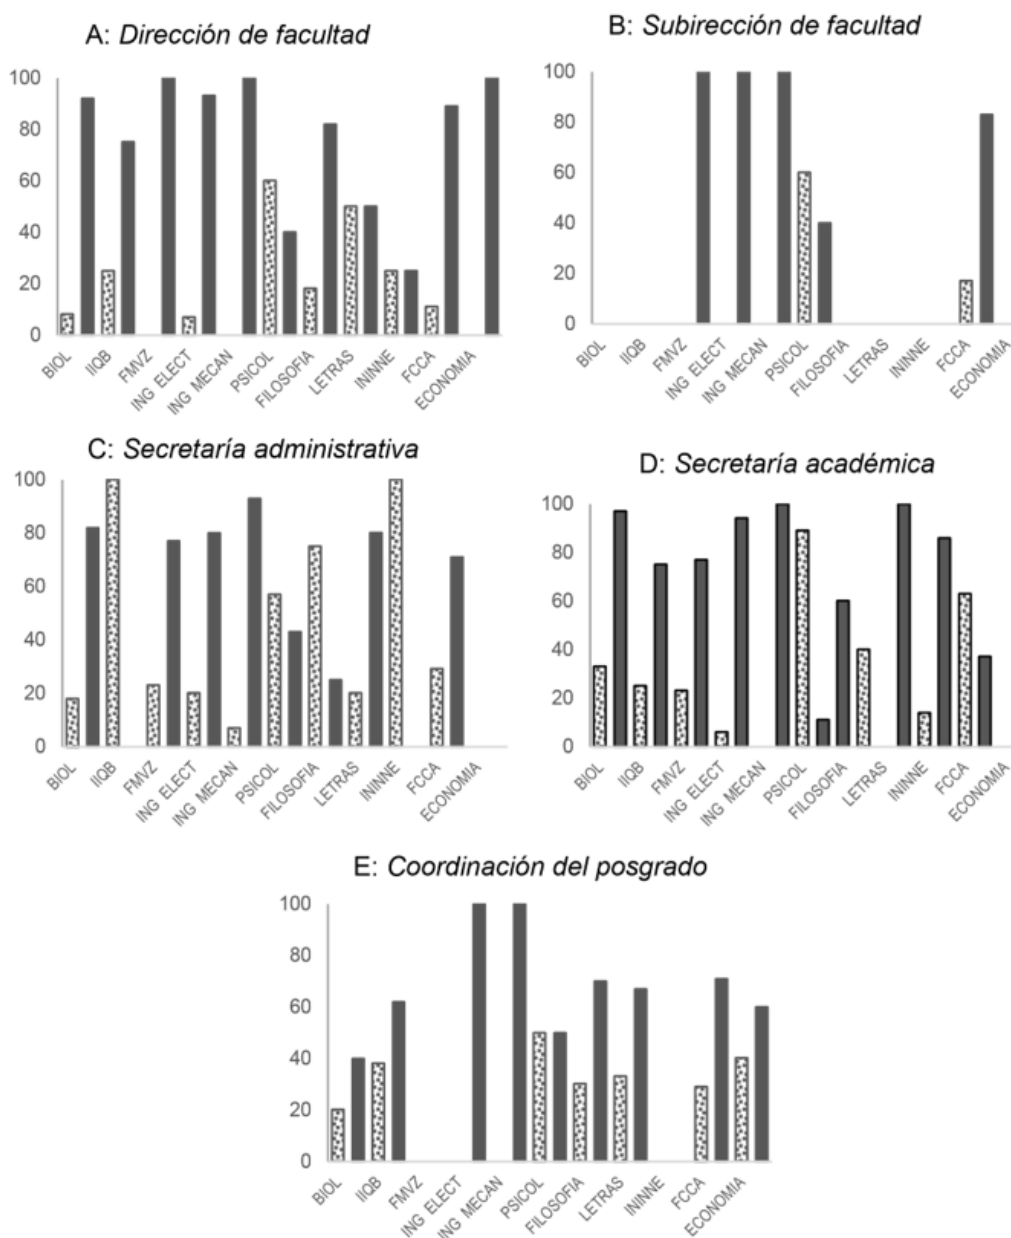 A: Dirección de facultad
100
80
60
40
20
0
BIOL
IIQB
FMVZ
ING ELECT
ING MECAN
PSICOL
FILOSOFIA
LETRAS
ININNE
FCCA
ECONOMIA
B: Subirección de facultad
100
80
60
40
20
0
BIOL
IIQB
FMVZ
ING ELECT
ING MECAN
PSICOL
FILOSOFIA
LETRAS
ININNE
FCCA
ECONOMIA
C: Secretaría administrativa
100
80
60
40
20
0
BIOL
IIQB
FMVZ
ING ELECT
ING MECAN
PSICOL
FILOSOFIA
LETRAS
ININNE
FCCA
ECONOMIA
D: Secretaría académica
100
80
60
40
20
0
BIOL
IIQB
FMVZ
ING ELECT
ING MECAN
PSICOL
FILOSOFIA
LETRAS
ININNE
FCCA
ECONOMIA
E: Coordinación del posgrado
100
80
60
40
20
0
BIOL
IIQB
FMVZ
ING ELECT
ING MECAN
PSICOL
FILOSOFIA
LETRAS
ININNE
FCCA
ECONOMIA